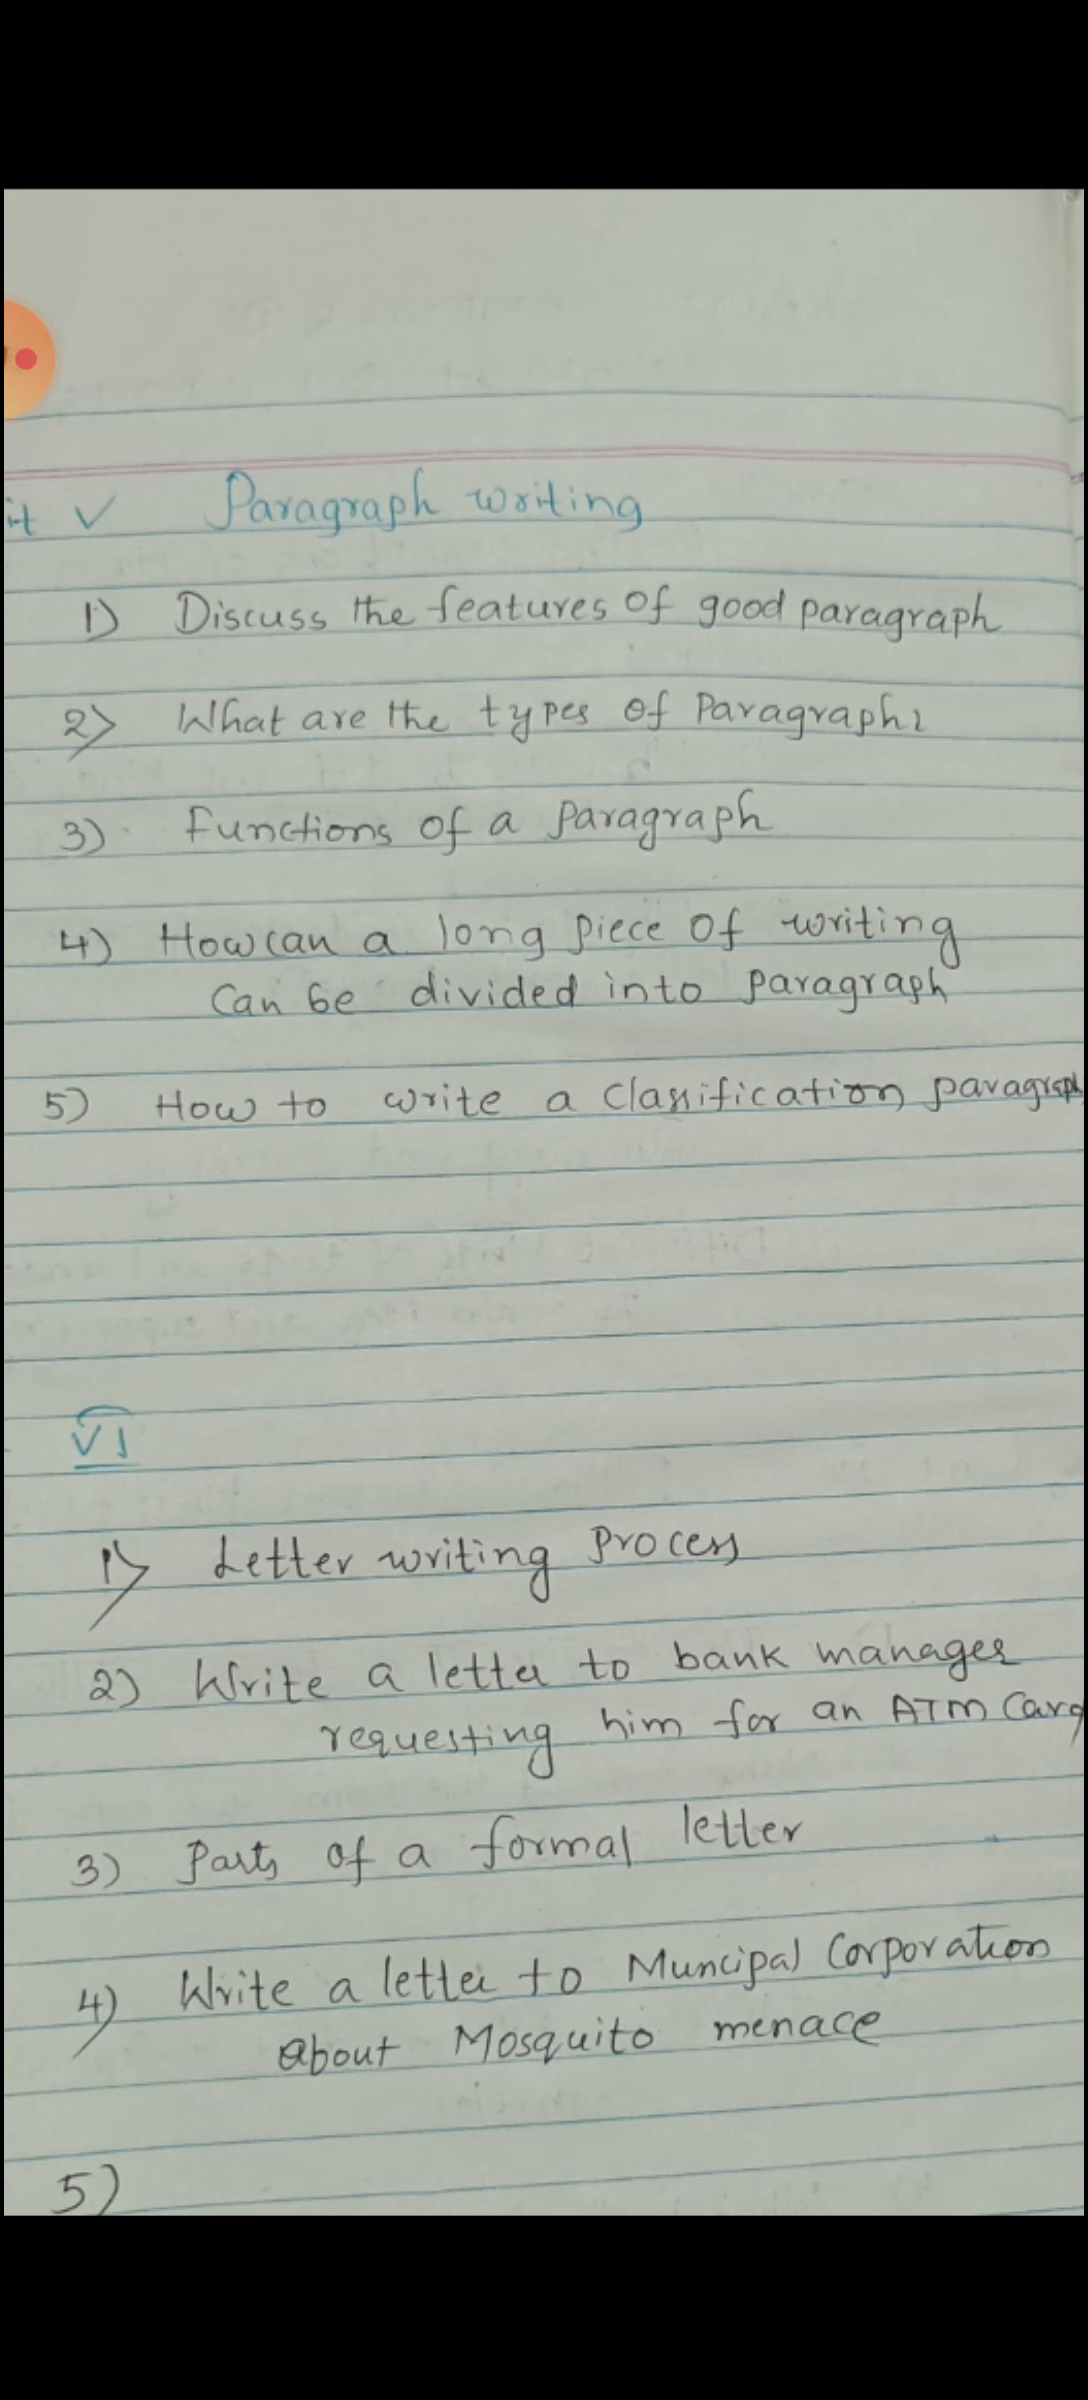 it V Paragraph writing
1) Discuss the features of good paragraph
2) What are the types of Paragraph?
3) Functions of a paragraph
4) How can a long piece of writing
can be divided into paragraph
5) How to write a classification paragraph
VI
1) Letter writing Process
2) Write a letter to bank manager
requesting him for an ATM Card
3) Parts of a formal letter
4) Write a letter to Muncipal Corporation
about Mosquito menace
5)